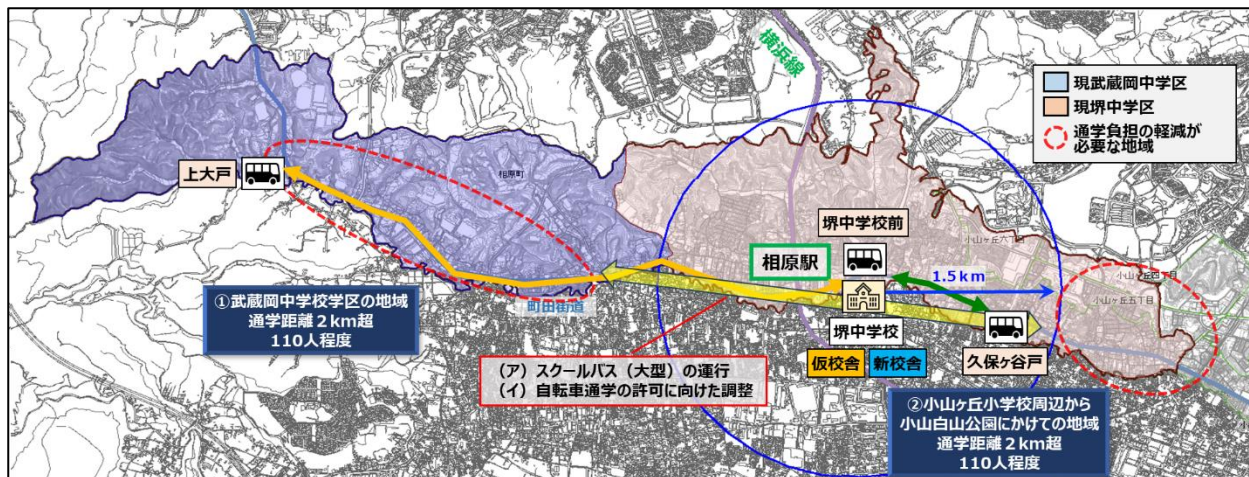 横浜線
現武蔵岡中学区
現堺中学区
通学負担の軽減が
必要な地域
上大戸
相原町
堺中学校前
小山ヶ丘六丁目
相原駅
1.5km
小山ヶ丘四丁目
小山ヶ丘五丁目
①武蔵岡中学校学区の地域
通学距離2km超
110人程度
町田街道
堺中学校
久保ヶ谷戸
仮校舎
新校舎
（ア）スクールバス（大型）の運行
（イ）自転車通学の許可に向けた調整
②小山ヶ丘小学校周辺から
小山白山公園にかけての地域
通学距離2km超
110人程度